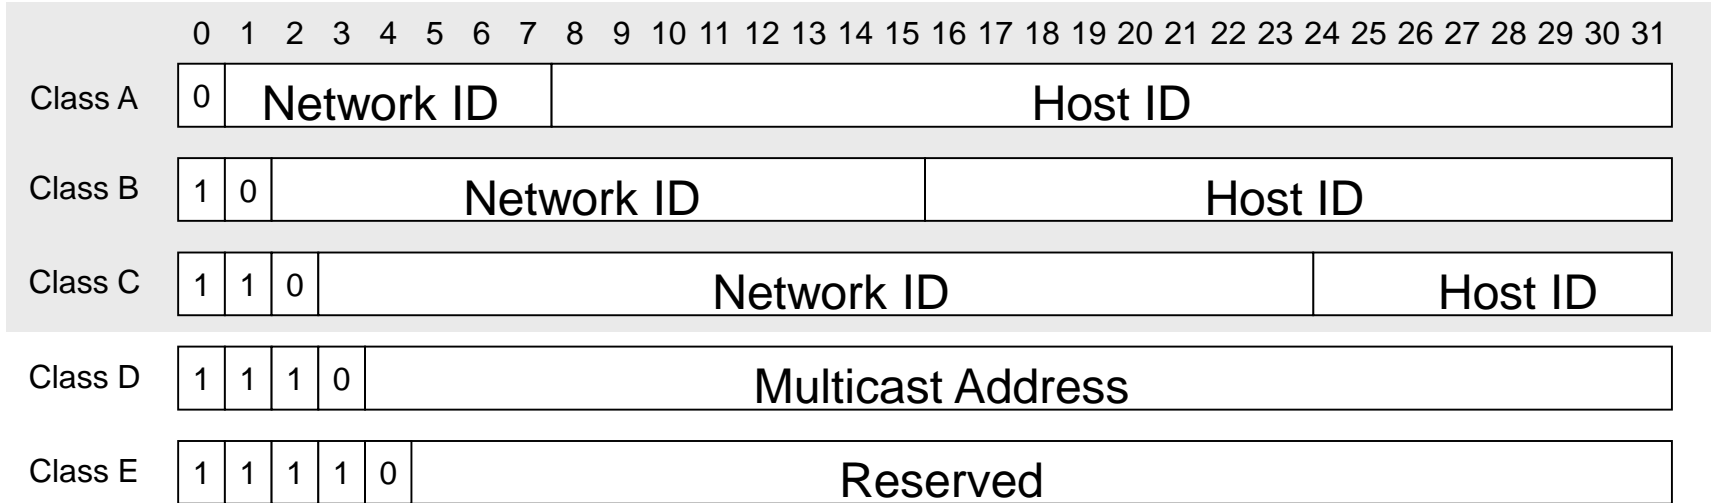 0 1 2 3 4 5 6 7 8 9 10 11 12 13 14 15 16 17 18 19 20 21 22 23 24 25 26 27 28 29 30 31
Class A 0 Network ID Host ID
Class B 1 0 Network ID Host ID
Class C 1 1 0 Network ID Host ID
Class D 1 1 1 0 Multicast Address
Class E 1 1 1 1 0 Reserved